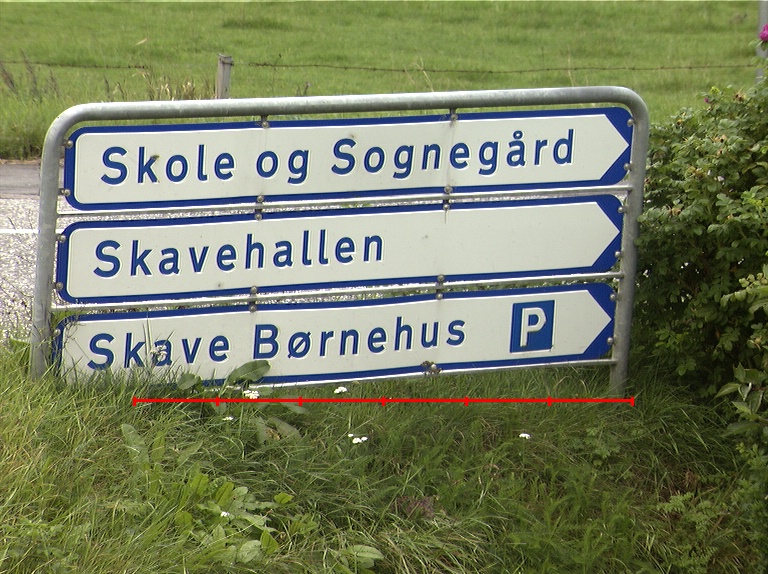 Skole og Sognegård
Skavehallen
Skave Børnehus P